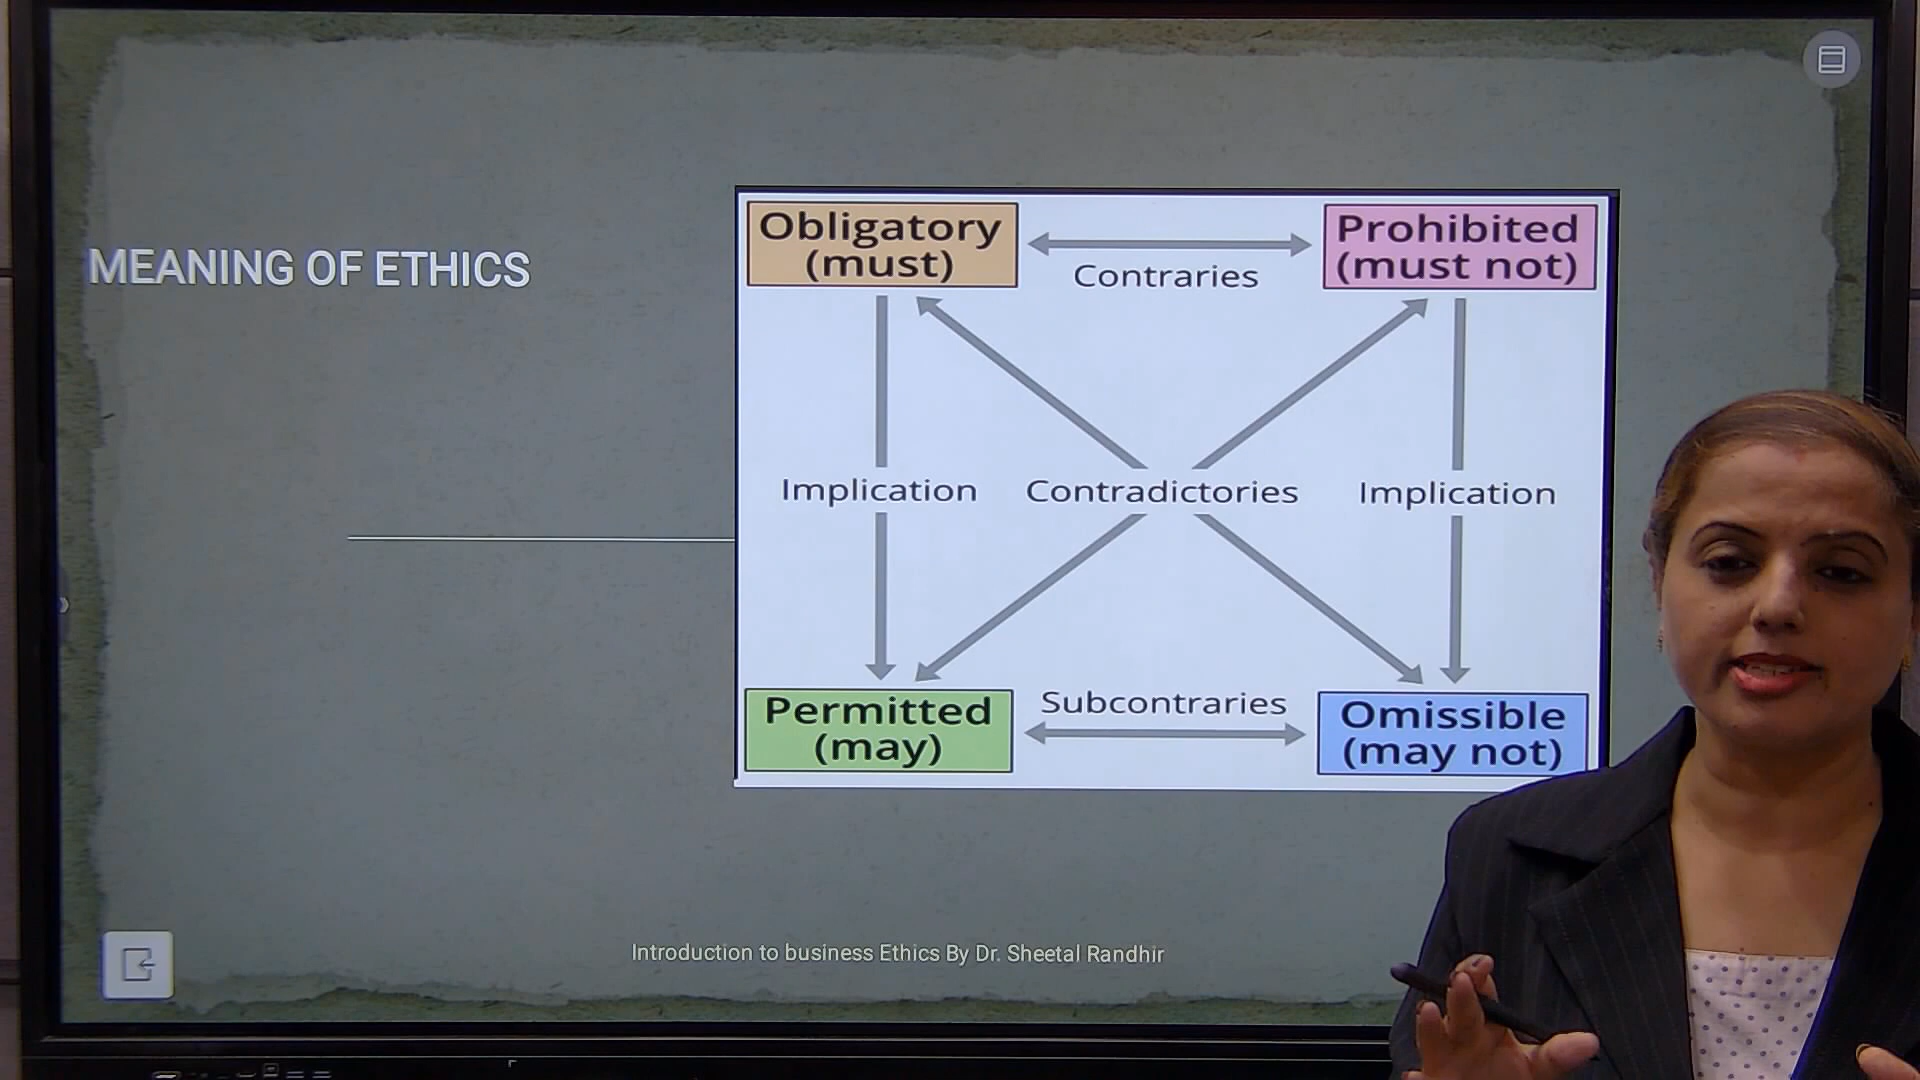 MEANING OF ETHICS
Obligatory
(must)
Contraries
Prohibited
(must not)
Implication
Contradictories
Implication
Permitted
(may)
Subcontraries
Omissible
(may not)
Introduction to business Ethics By Dr. Sheetal Randhir